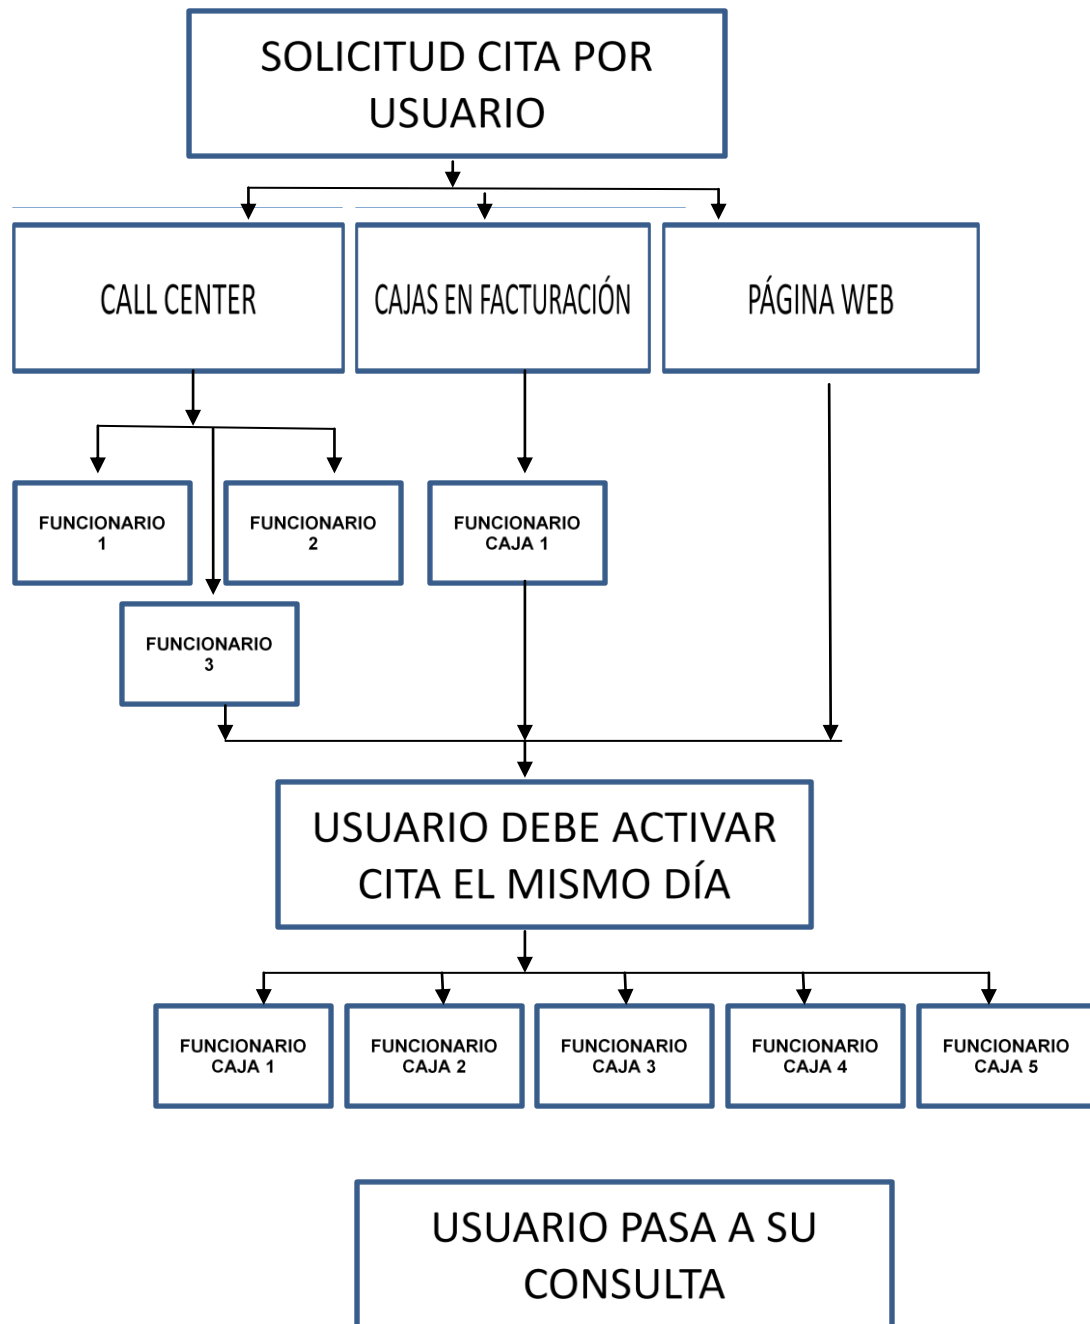 SOLICITUD CITA POR
USUARIO
CALL CENTER
CAJAS EN FACTURACIÓN
PÁGINA WEB
FUNCIONARIO
1
FUNCIONARIO
2
FUNCIONARIO
CAJA 1
FUNCIONARIO
3
USUARIO DEBE ACTIVAR
CITA EL MISMO DÍA
FUNCIONARIO
CAJA 1
FUNCIONARIO
CAJA 2
FUNCIONARIO
CAJA 3
FUNCIONARIO
CAJA 4
FUNCIONARIO
CAJA 5
USUARIO PASA A SU
CONSULTA